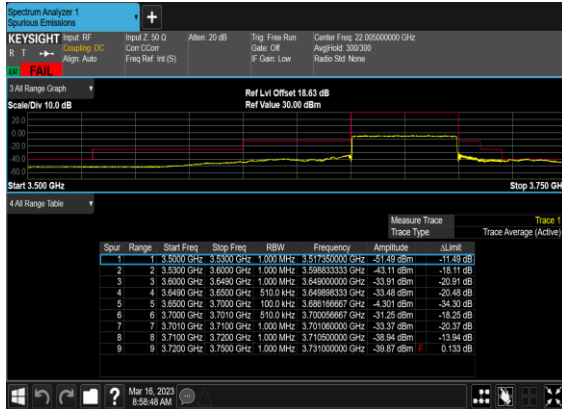 Spectrum Analyzer 1
Spurious Emissions
+
KEYSIGHT Input: RF Input Z: 50 Ω Atten: 20 dB Trig: Free Run Center Freq: 22.005000000 GHz
R T Coupling: DC Corr CCorr Gate: Off Avg|Hold: 300/300
Align: Auto Freq Ref: Int (S) IF Gain: Low Radio Std: None
LU FAIL
3 All Range Graph
Ref Lvl Offset 18.63 dB
Scale/Div 10.0 dB Ref Value 30.00 dBm
20.0
0.00
-20.0
-40.0
-60.0
Start 3.500 GHz Stop 3.750 GH
4 All Range Table
Measure Trace Trace 1
Trace Type Trace Average (Active)
Spur Range Start Freq Stop Freq RBW Frequency Amplitude ΔLimit
1 1 3.5000 GHz 3.5300 GHz 1.000 MHz 3.517350000 GHz -51.49 dBm -11.49 dB
2 2 3.5300 GHz 3.6000 GHz 1.000 MHz 3.598833333 GHz -43.11 dBm -18.11 dB
3 3 3.6000 GHz 3.6490 GHz 1.000 MHz 3.649000000 GHz -33.91 dBm -20.91 dB
4 4 3.6490 GHz 3.6500 GHz 510.0 kHz 3.649898333 GHz -33.48 dBm -20.48 dB
5 5 3.6500 GHz 3.7000 GHz 100.0 kHz 3.686166667 GHz -4.301 dBm -34.30 dB
6 6 3.7000 GHz 3.7010 GHz 510.0 kHz 3.700056667 GHz -31.25 dBm -18.25 dB
7 7 3.7010 GHz 3.7100 GHz 1.000 MHz 3.701060000 GHz -33.37 dBm -20.37 dB
8 8 3.7100 GHz 3.7200 GHz 1.000 MHz 3.710500000 GHz -38.94 dBm -13.94 dB
9 9 3.7200 GHz 3.7500 GHz 1.000 MHz 3.731000000 GHz -39.87 dBm F 0.133 dB
? Mar 16, 2023
8:58:48 AM